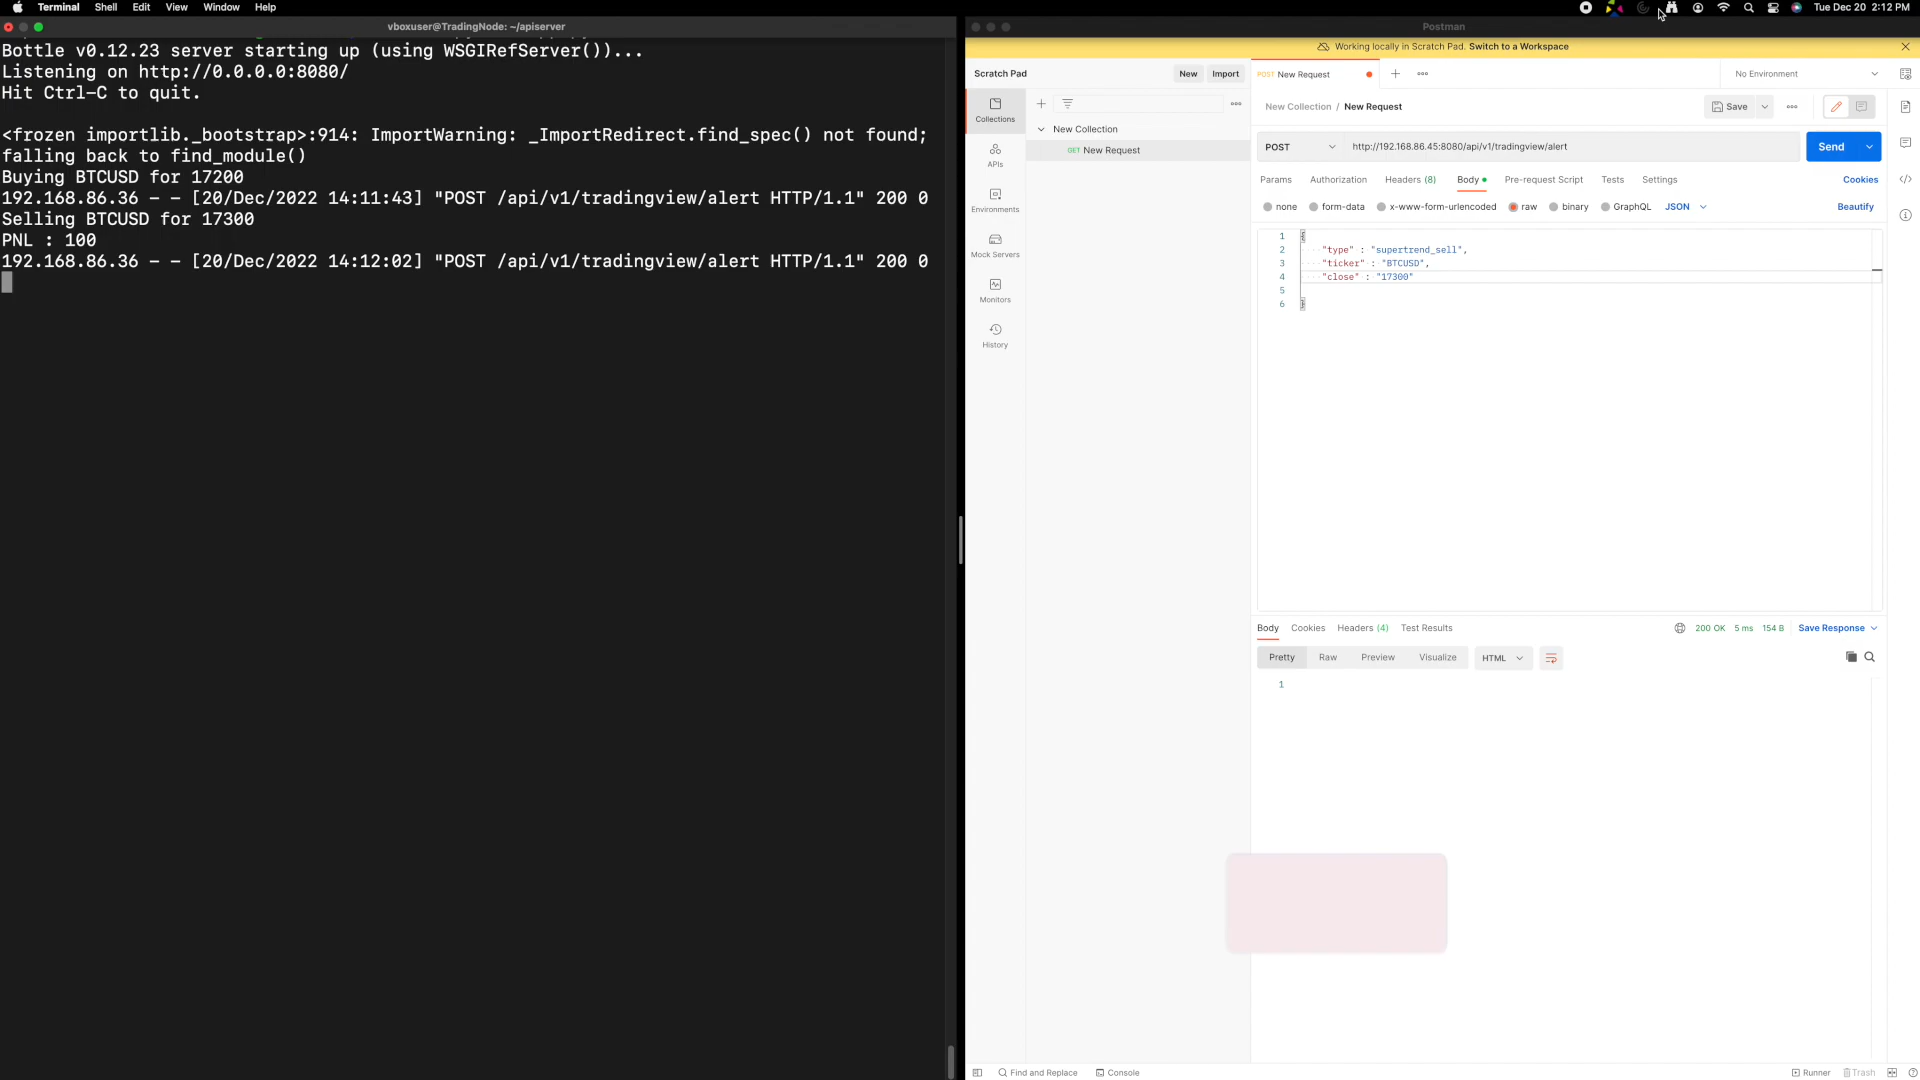 Terminal Shell Edit View Window Help
Tue Dec 20 2:12 PM
vboxuser@TradingNode: ~/apiserver
Bottle v0.12.23 server starting up (using WSGIRefServer())...
Listening on http://0.0.0.0:8080/
Hit Ctrl-C to quit.
<frozen importlib._bootstrap>:914: ImportWarning: _ImportRedirect.find_spec() not found;
falling back to find_module()
Buying BTCUSD for 17200
192.168.86.36 - - [20/Dec/2022 14:11:43] "POST /api/v1/tradingview/alert HTTP/1.1" 200 0
Selling BTCUSD for 17300
PNL : 100
192.168.86.36 - - [20/Dec/2022 14:12:02] "POST /api/v1/tradingview/alert HTTP/1.1" 200 0
Postman
Working locally in Scratch Pad. Switch to a Workspace
Scratch Pad
New
Import
POST New Request
No Environment
Collections
APIs
Environments
Mock Servers
Monitors
History
New Collection
GET New Request
New Collection / New Request
Save
POST
http://192.168.86.45:8080/api/v1/tradingview/alert
Send
Params Authorization Headers (8) Body Pre-request Script Tests Settings
Cookies
none form-data x-www-form-urlencoded raw binary GraphQL JSON
Beautify
1 {
2 "type" : "supertrend_sell",
3 "ticker" : "BTCUSD",
4 "close" : "17300"
5
6 }
Body Cookies Headers (4) Test Results
200 OK 5 ms 154 B Save Response
Pretty Raw Preview Visualize HTML
1
Find and Replace Console
Runner Trash